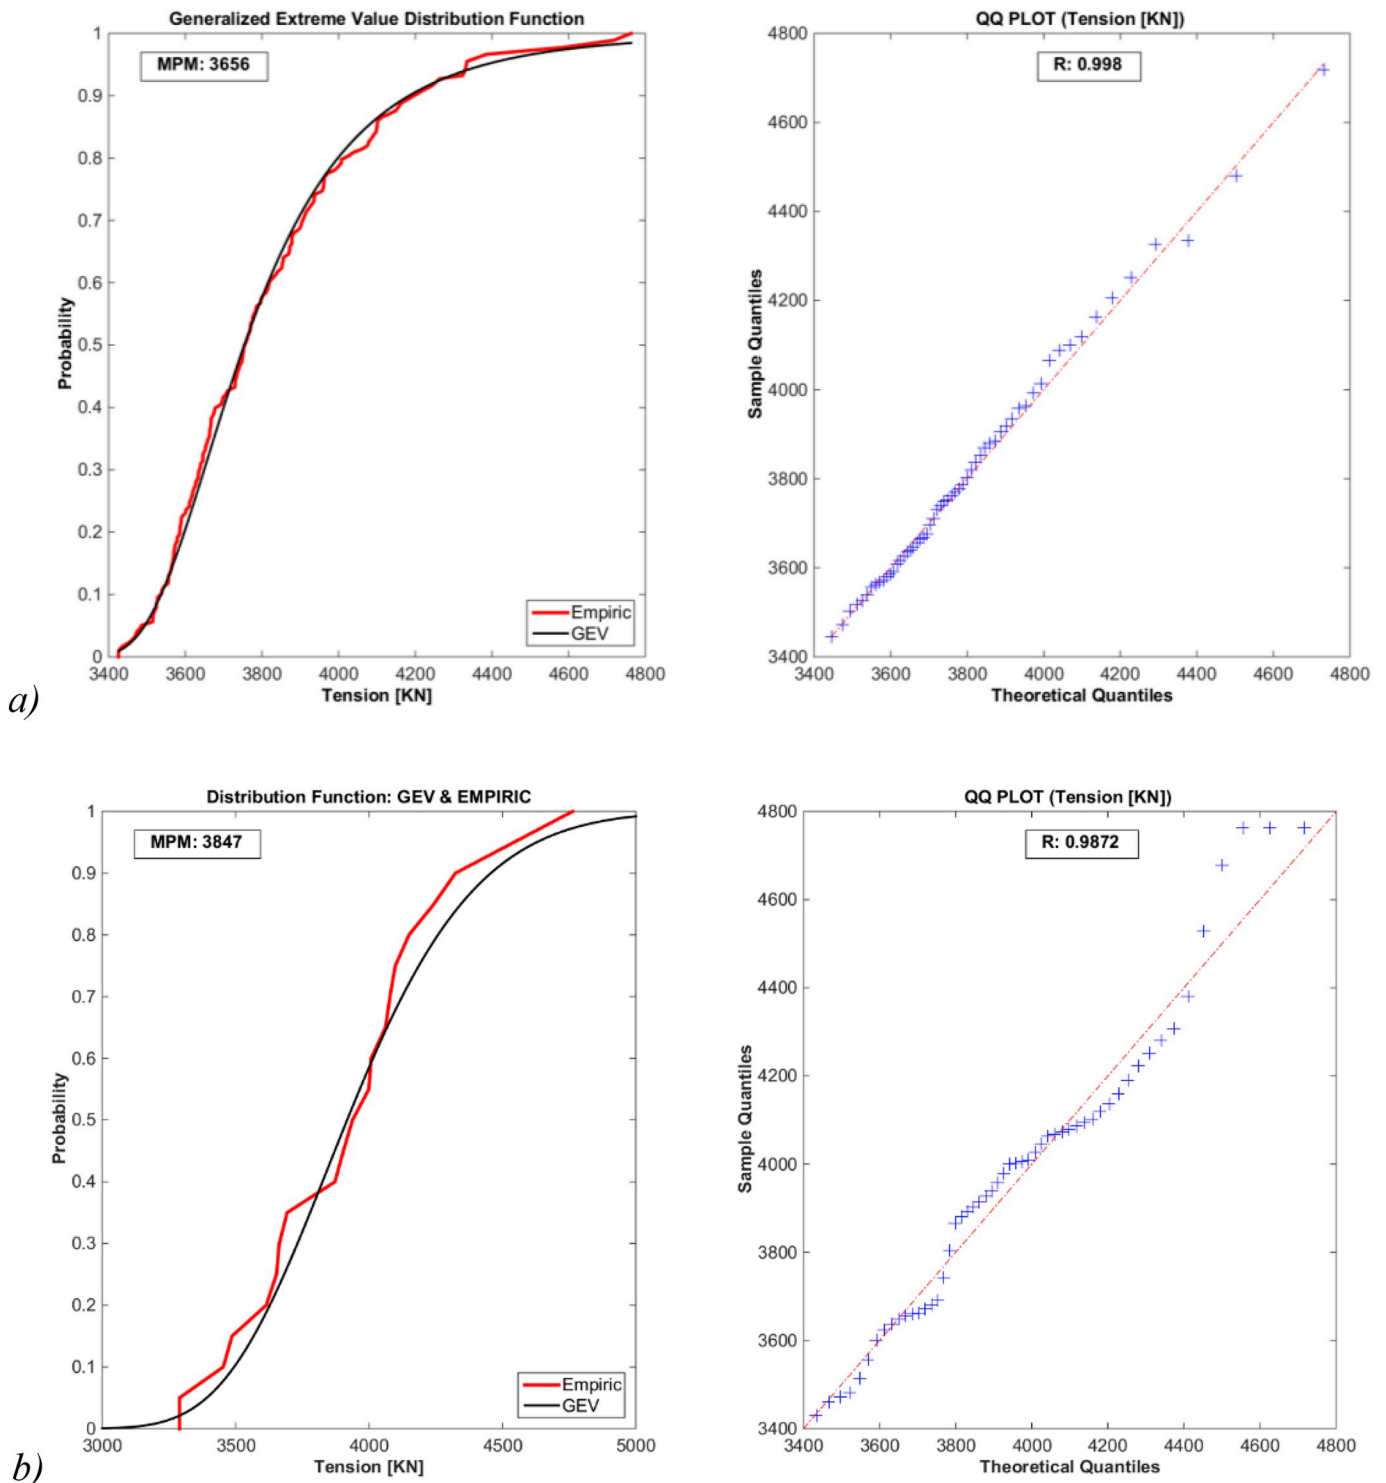 Generalized Extreme Value Distribution Function
MPM: 3656
1
0.9
0.8
0.7
0.6
0.5
0.4
0.3
0.2
0.1
0
Probability
Empiric
GEV
3400 3600 3800 4000 4200 4400 4600 4800
Tension [KN]
QQ PLOT (Tension [KN])
R: 0.998
4800
4600
4400
4200
4000
3800
3600
3400
Sample Quantiles
3400 3600 3800 4000 4200 4400 4600 4800
Theoretical Quantiles
a)
Distribution Function: GEV & EMPIRIC
MPM: 3847
1
0.9
0.8
0.7
0.6
0.5
0.4
0.3
0.2
0.1
0
Probability
Empiric
GEV
3000 3500 4000 4500 5000
Tension [KN]
QQ PLOT (Tension [KN])
R: 0.9872
4800
4600
4400
4200
4000
3800
3600
3400
Sample Quantiles
3400 3600 3800 4000 4200 4400 4600 4800
Theoretical Quantiles
b)